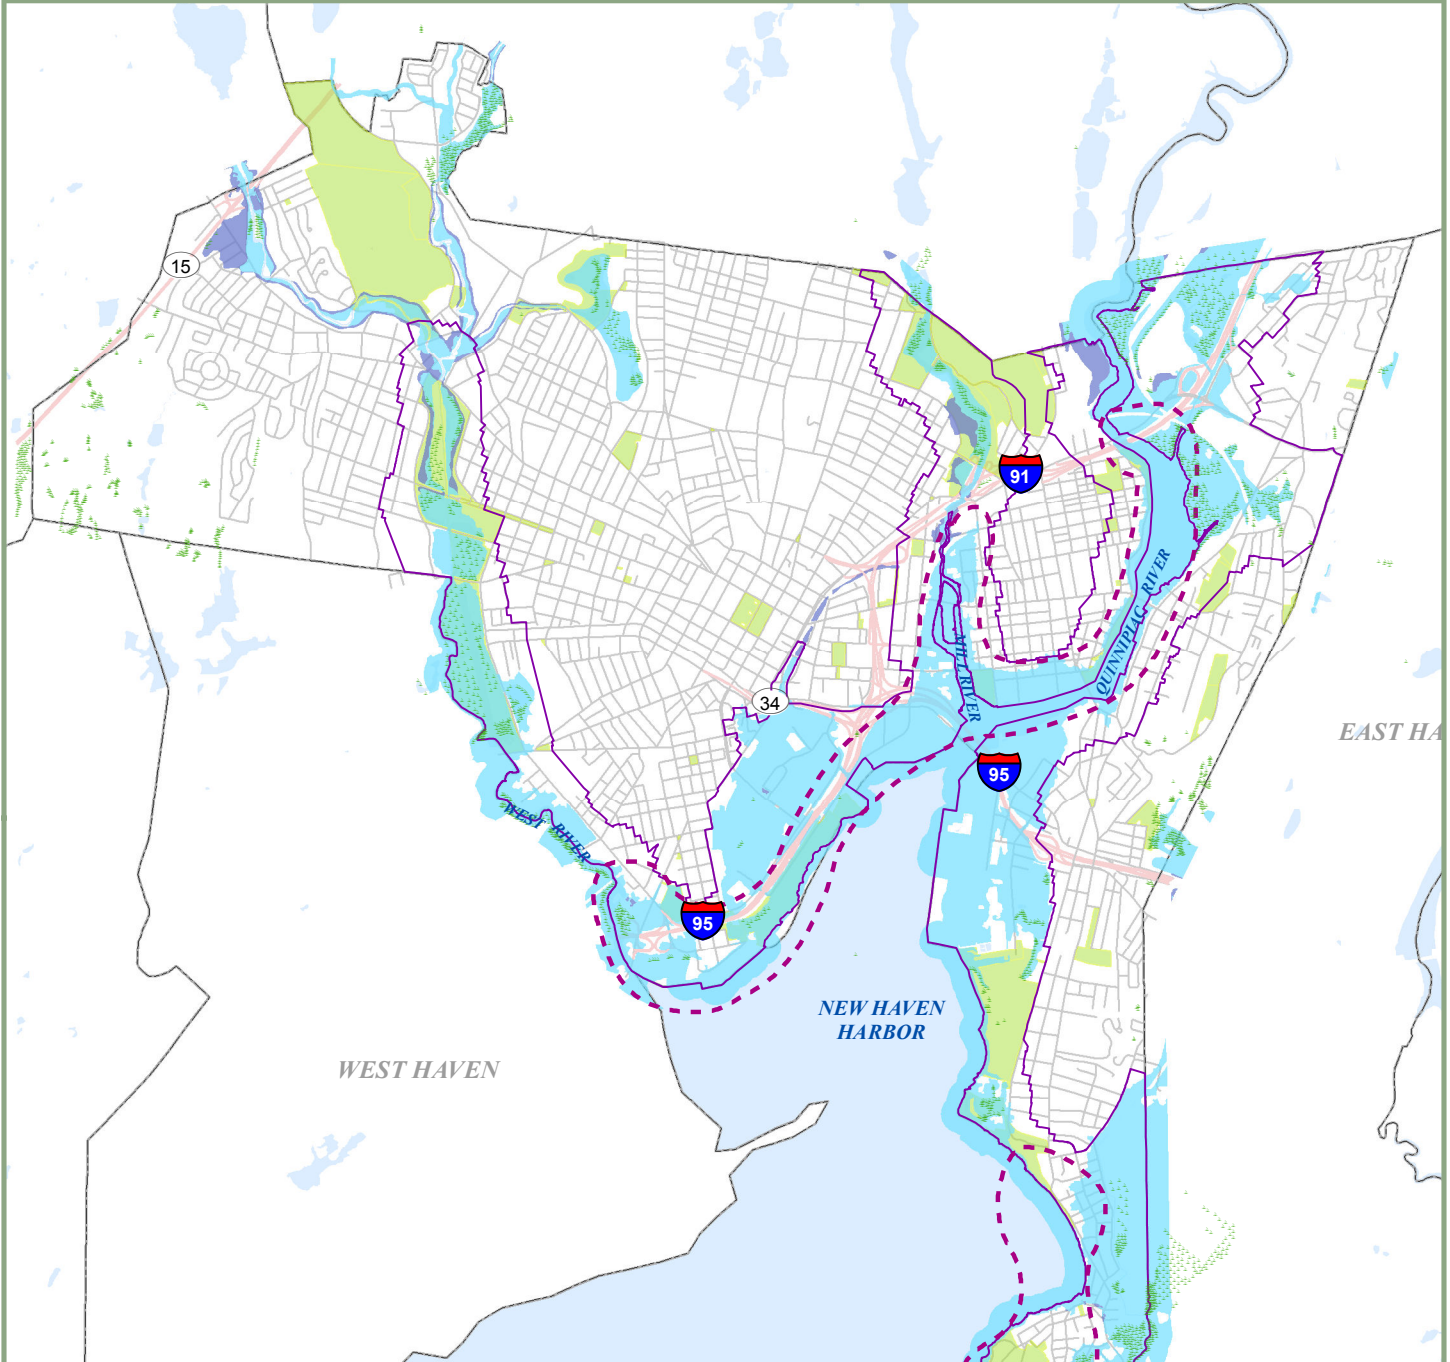 15
91
QUINNIPIAC RIVER
MILL RIVER
34
EAST HA
95
WEST RIVER
95
NEW HAVEN
HARBOR
WEST HAVEN